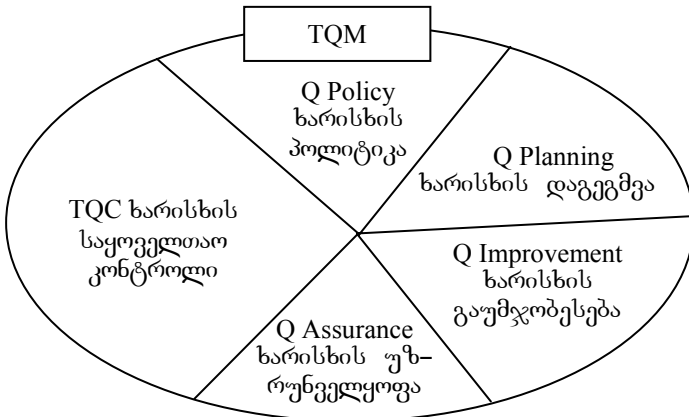 TQM
Q Policy
ხარისხის
პოლიტიკა
Q Planning
ხარისხის დაგეგმვა
TQC ხარისხის
საყოველთაო
კონტროლი
Q Improvement
ხარისხის
გაუმჯობესება
Q Assurance
ხარისხის უზ–
რუნველყოფა